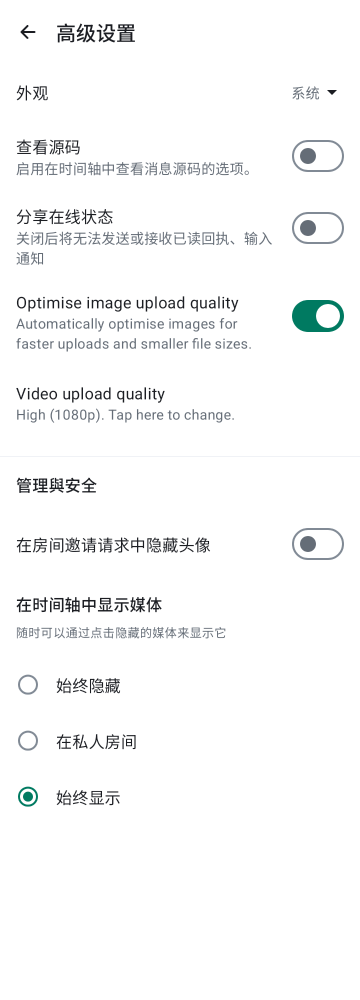 高级设置
外观
系统
查看源码
启用在时间轴中查看消息源码的选项。
分享在线状态
关闭后将无法发送或接收已读回执、输入
通知
Optimise image upload quality
Automatically optimise images for
faster uploads and smaller file sizes.
Video upload quality
High (1080p). Tap here to change.
管理與安全
在房间邀请请求中隐藏头像
在时间轴中显示媒体
随时可以通过点击隐藏的媒体来显示它
始终隐藏
在私人房间
始终显示